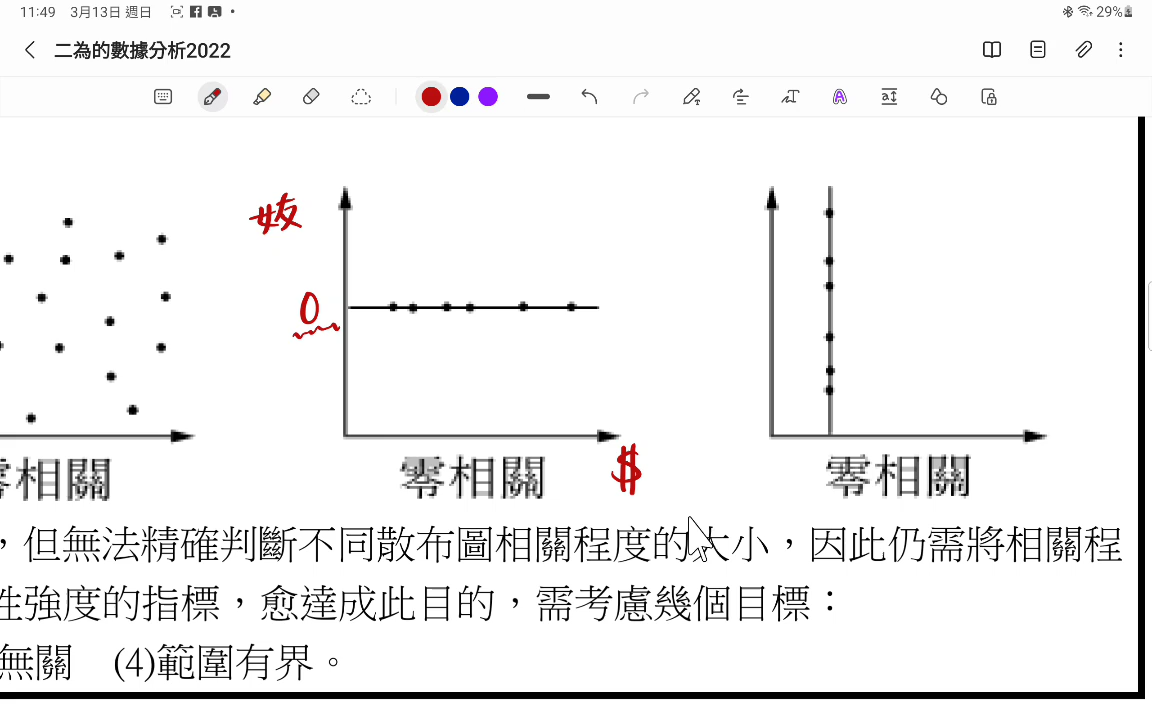 11:49 3月13日 週日 29%
二為的數據分析2022
女友
0
零相關 零相關 $ 零相關
，但無法精確判斷不同散布圖相關程度的大小，因此仍需將相關程
性強度的指標，愈達成此目的，需考慮幾個目標：
無關 (4)範圍有界。